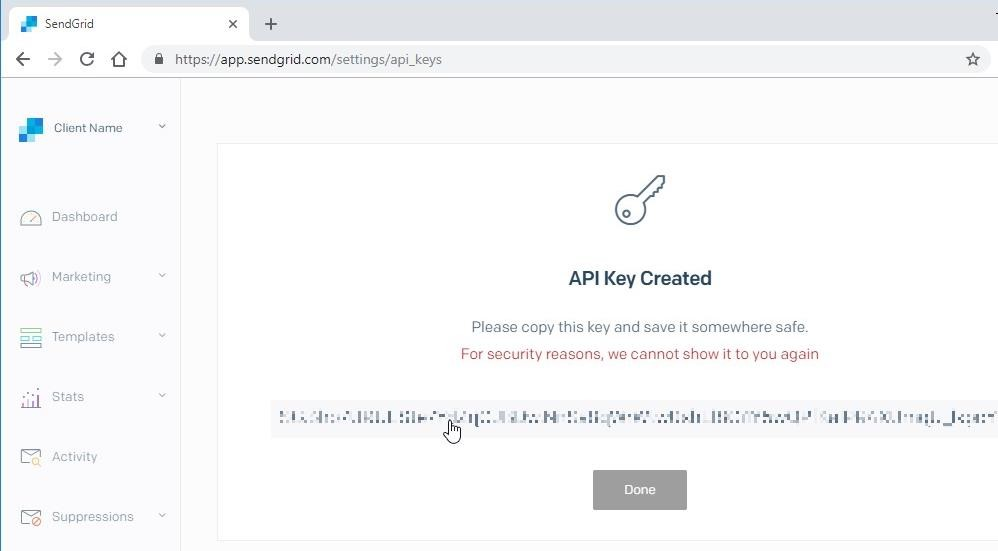 SendGrid
https://app.sendgrid.com/settings/api_keys
Client Name
Dashboard
Marketing
Templates
Stats
Activity
Suppressions
API Key Created
Please copy this key and save it somewhere safe.
For security reasons, we cannot show it to you again
Done